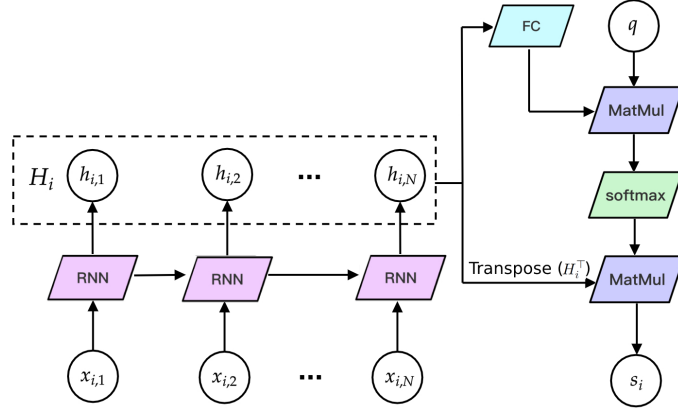 FC
q
MatMul
H_i
h_{i,1}
h_{i,2}
...
h_{i,N}
softmax
RNN
RNN
RNN
Transpose (H_i^⊤)
MatMul
x_{i,1}
x_{i,2}
...
x_{i,N}
s_i